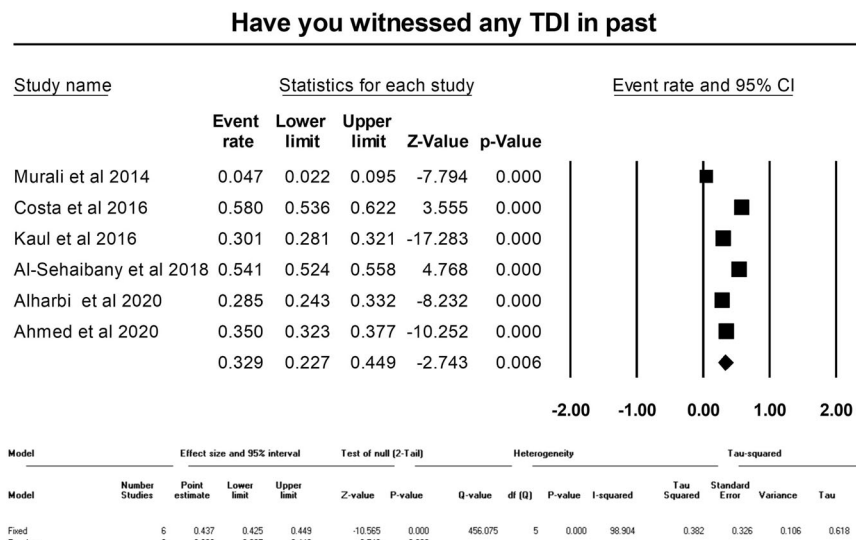 Have you witnessed any TDI in past
Study name Statistics for each study Event rate and 95% CI
Event rate Lower limit Upper limit Z-Value p-Value
Murali et al 2014 0.047 0.022 0.095 -7.794 0.000
Costa et al 2016 0.580 0.536 0.622 3.555 0.000
Kaul et al 2016 0.301 0.281 0.321 -17.283 0.000
Al-Sehaibany et al 2018 0.541 0.524 0.558 4.768 0.000
Alharbi et al 2020 0.285 0.243 0.332 -8.232 0.000
Ahmed et al 2020 0.350 0.323 0.377 -10.252 0.000
0.329 0.227 0.449 -2.743 0.006
-2.00 -1.00 0.00 1.00 2.00
Model Effect size and 95% interval Test of null (2-Tail) Heterogeneity Tau-squared
Model Number Studies Point estimate Lower limit Upper limit Z-value P-value Q-value df (Q) P-value I-squared Tau Squared Standard Error Variance Tau
Fixed 6 0.437 0.425 0.449 -10.565 0.000 456.075 5 0.000 98.904 0.382 0.326 0.106 0.618